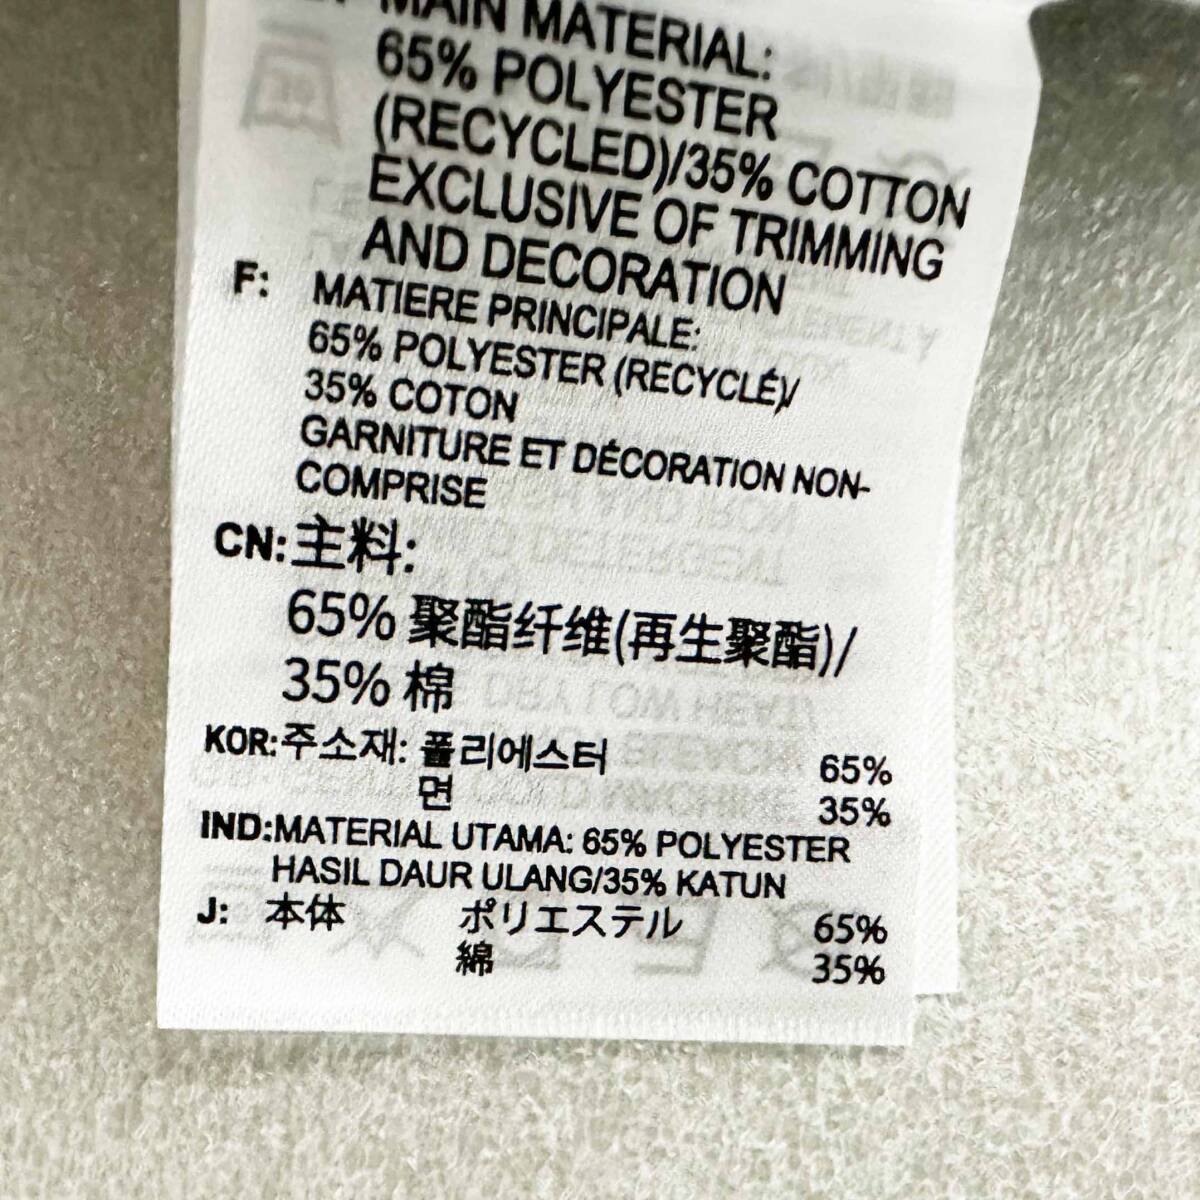 MAIN MATERIAL:
65% POLYESTER
(RECYCLED)/35% COTTON
EXCLUSIVE OF TRIMMING
AND DECORATION
F: MATIERE PRINCIPALE:
65% POLYESTER (RECYCLÉ)/
35% COTON
GARNITURE ET DÉCORATION NON-
COMPRISE
CN:主料:
65% 聚酯纤维(再生聚酯)/
35% 棉
KOR:주소재: 폴리에스터 65%
면 35%
IND:MATERIAL UTAMA: 65% POLYESTER
HASIL DAUR ULANG/35% KATUN
J: 本体 ポリエステル 65%
綿 35%